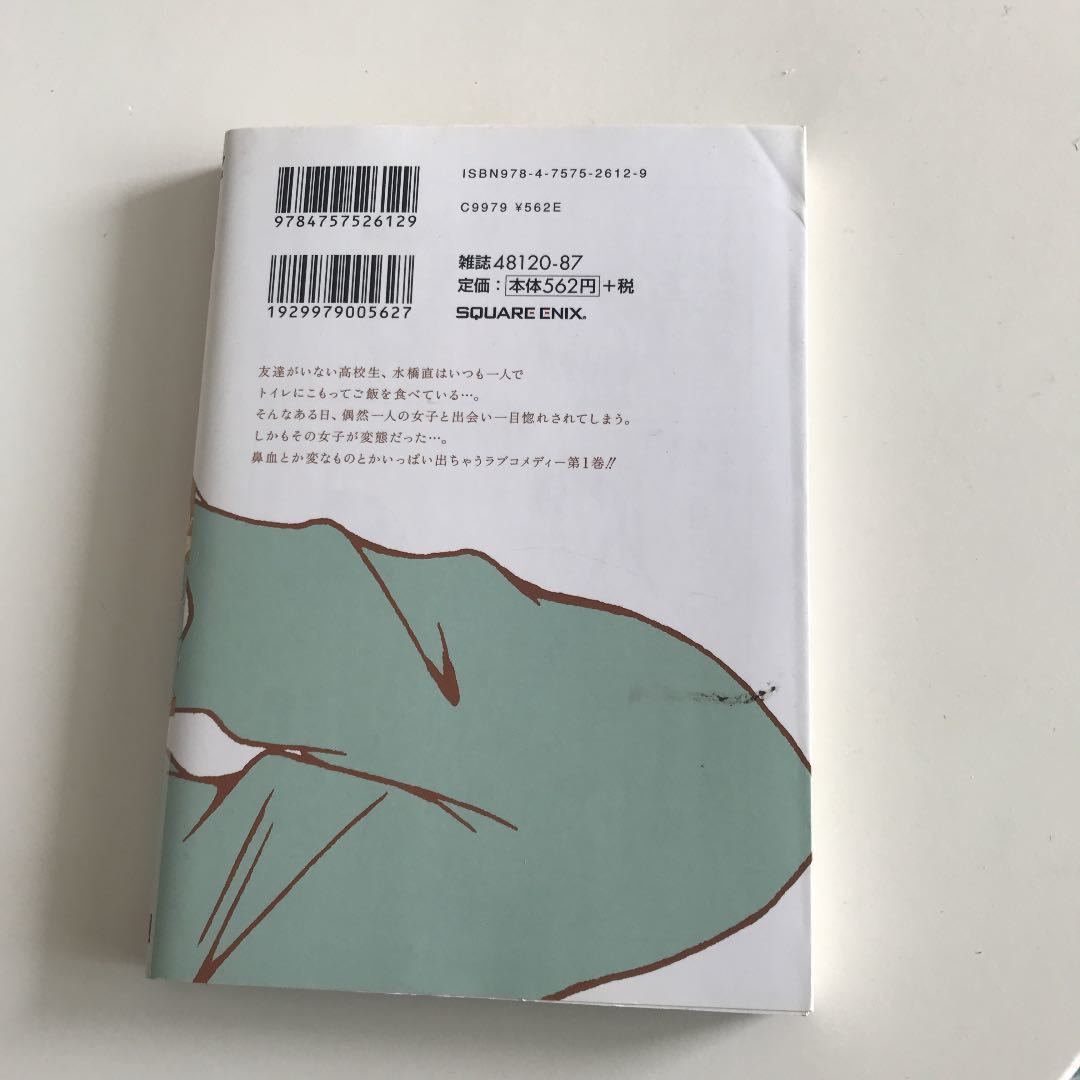 ISBN978-4-7575-2612-9
9784757526129
C9979 ¥562E
雑誌 48120-87
定価：本体562円+税
1929979005627
SQUARE ENIX®
友達がいない高校生、水橋直はいつも一人で
トイレにこもってご飯を食べている…。
そんなある日、偶然一人の女子と出会い一目惚れされてしまう。
しかもその女子が変態だった…。
鼻血とか変なものとかいっぱい出ちゃうラブコメディー第1巻!!